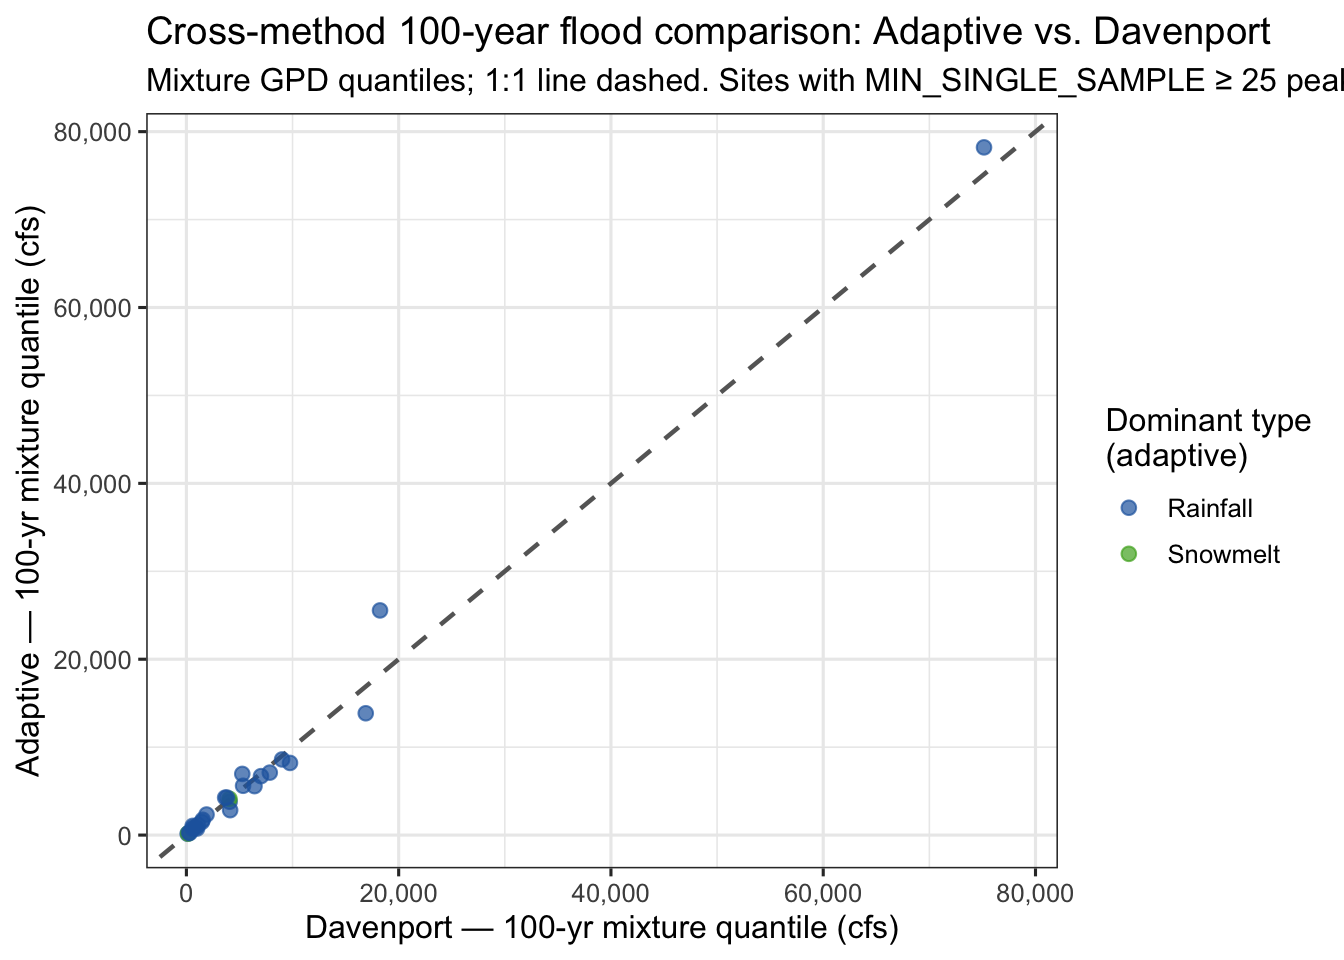 Cross-method 100-year flood comparison: Adaptive vs. Davenport
Mixture GPD quantiles; 1:1 line dashed. Sites with MIN_SINGLE_SAMPLE ≥ 25 peal
80,000
60,000
40,000
20,000
0
Adaptive — 100-yr mixture quantile (cfs)
0
20,000
40,000
60,000
80,000
Davenport — 100-yr mixture quantile (cfs)
Dominant type
(adaptive)
Rainfall
Snowmelt